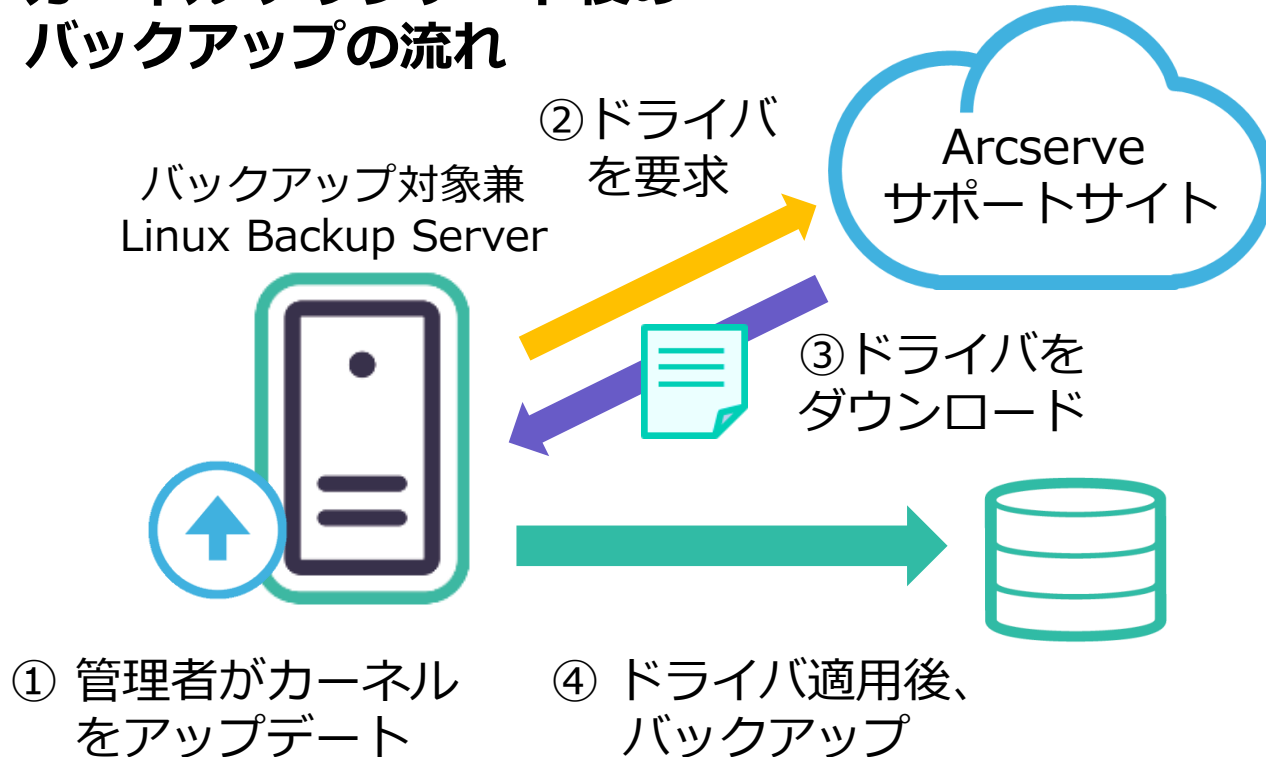 バックアップの流れ
②ドライバ
を要求
Arcserve
サポートサイト
バックアップ対象兼
Linux Backup Server
③ドライバを
ダウンロード
① 管理者がカーネル
をアップデート
④ ドライバ適用後、
バックアップ